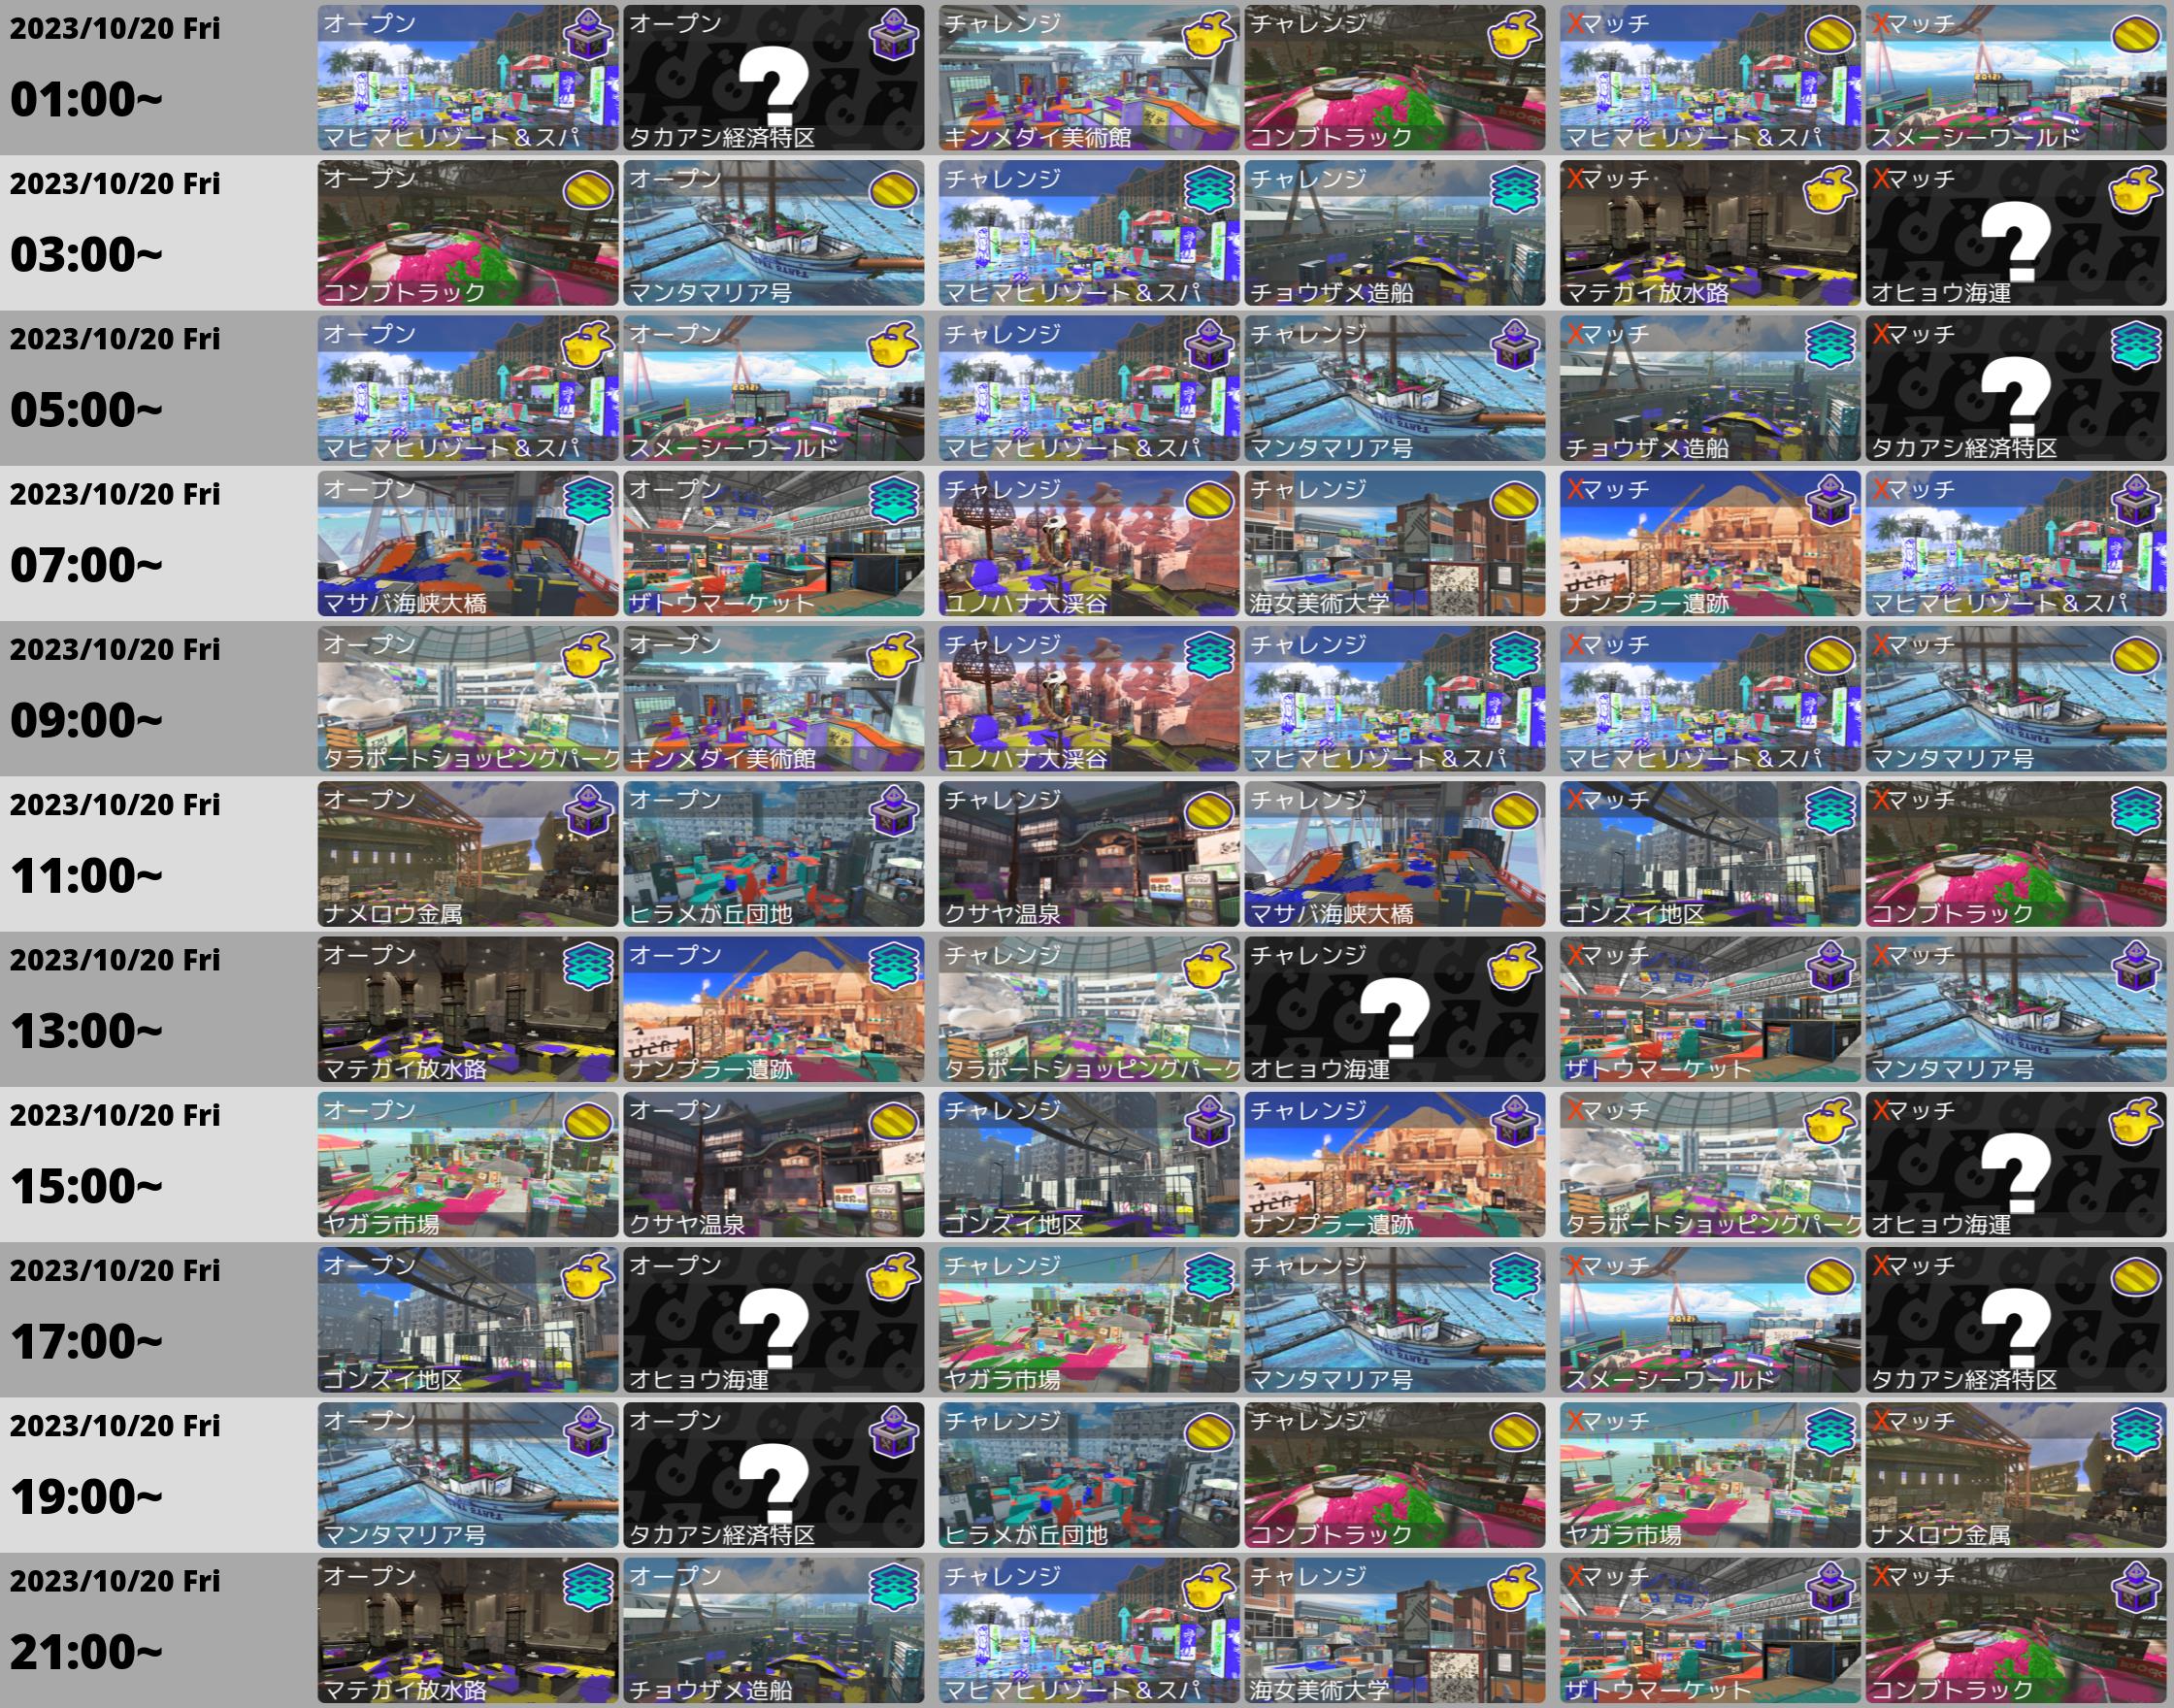 2023/10/20 Fri
01:00~
オープン
マヒマヒリゾート&スパ
オープン
タカアシ経済特区
チャレンジ
キンメダイ美術館
チャレンジ
コンブトラック
Xマッチ
マヒマヒリゾート&スパ
Xマッチ
スメーシーワールド
2023/10/20 Fri
03:00~
オープン
コンブトラック
オープン
マンタマリア号
チャレンジ
マヒマヒリゾート&スパ
チャレンジ
チョウザメ造船
Xマッチ
マテガイ放水路
Xマッチ
オヒョウ海運
2023/10/20 Fri
05:00~
オープン
マヒマヒリゾート&スパ
オープン
スメーシーワールド
チャレンジ
マヒマヒリゾート&スパ
チャレンジ
マンタマリア号
Xマッチ
チョウザメ造船
Xマッチ
タカアシ経済特区
2023/10/20 Fri
07:00~
オープン
マサバ海峡大橋
オープン
ザトウマーケット
チャレンジ
ユノハナ大渓谷
チャレンジ
海女美術大学
Xマッチ
ナンプラー遺跡
Xマッチ
マヒマヒリゾート&スパ
2023/10/20 Fri
09:00~
オープン
タラポートショッピングパーク
オープン
キンメダイ美術館
チャレンジ
ユノハナ大渓谷
チャレンジ
マヒマヒリゾート&スパ
Xマッチ
マヒマヒリゾート&スパ
Xマッチ
マンタマリア号
2023/10/20 Fri
11:00~
オープン
ナメロウ金属
オープン
ヒラメが丘団地
チャレンジ
クサヤ温泉
チャレンジ
マサバ海峡大橋
Xマッチ
ゴンズイ地区
Xマッチ
コンブトラック
2023/10/20 Fri
13:00~
オープン
マテガイ放水路
オープン
ナンプラー遺跡
チャレンジ
タラポートショッピングパーク
チャレンジ
オヒョウ海運
Xマッチ
ザトウマーケット
Xマッチ
マンタマリア号
2023/10/20 Fri
15:00~
オープン
ヤガラ市場
オープン
クサヤ温泉
チャレンジ
ゴンズイ地区
チャレンジ
ナンプラー遺跡
Xマッチ
タラポートショッピングパーク
Xマッチ
オヒョウ海運
2023/10/20 Fri
17:00~
オープン
ゴンズイ地区
オープン
オヒョウ海運
チャレンジ
ヤガラ市場
チャレンジ
マンタマリア号
Xマッチ
スメーシーワールド
Xマッチ
タカアシ経済特区
2023/10/20 Fri
19:00~
オープン
マンタマリア号
オープン
タカアシ経済特区
チャレンジ
ヒラメが丘団地
チャレンジ
コンブトラック
Xマッチ
ヤガラ市場
Xマッチ
ナメロウ金属
2023/10/20 Fri
21:00~
オープン
マテガイ放水路
オープン
チョウザメ造船
チャレンジ
マヒマヒリゾート&スパ
チャレンジ
海女美術大学
Xマッチ
ザトウマーケット
Xマッチ
コンブトラック